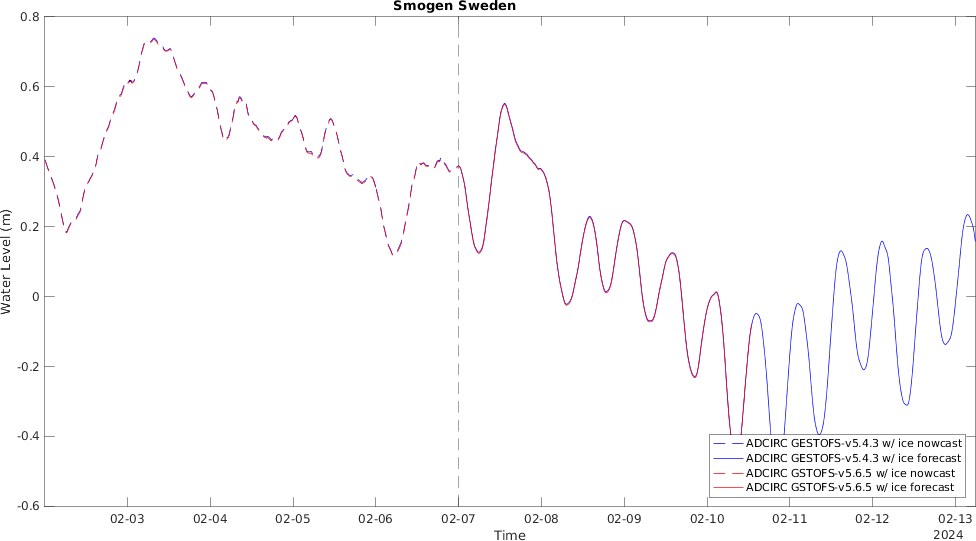 Smogen Sweden
0.8
0.6
0.4
0.2
0
-0.2
-0.4
-0.6
Water Level (m)
ADCIRC GESTOFS-v5.4.3 w/ ice nowcast
ADCIRC GESTOFS-v5.4.3 w/ ice forecast
ADCIRC GSTOFS-v5.6.5 w/ ice nowcast
ADCIRC GSTOFS-v5.6.5 w/ ice forecast
02-03 02-04 02-05 02-06 02-07 02-08 02-09 02-10 02-11 02-12 02-13
Time
2024